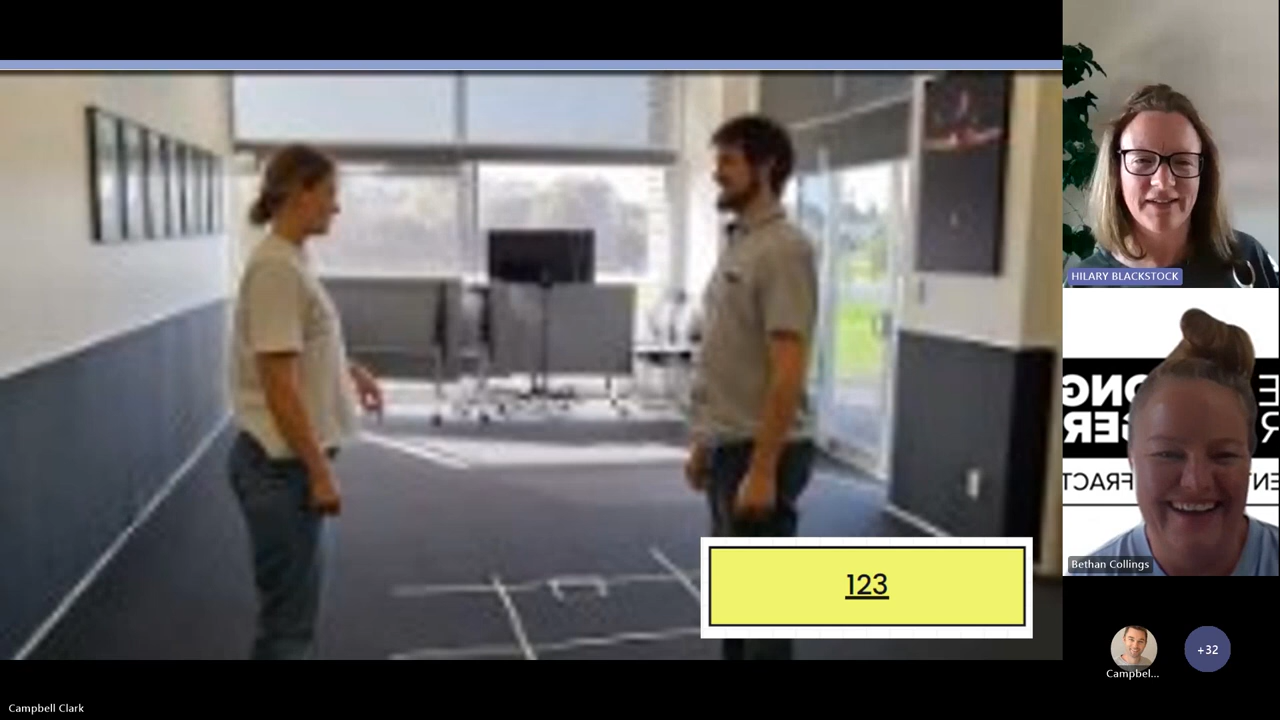 HILARY BLACKSTOCK
123
Bethan Collings
Campbel...
+32
Campbell Clark